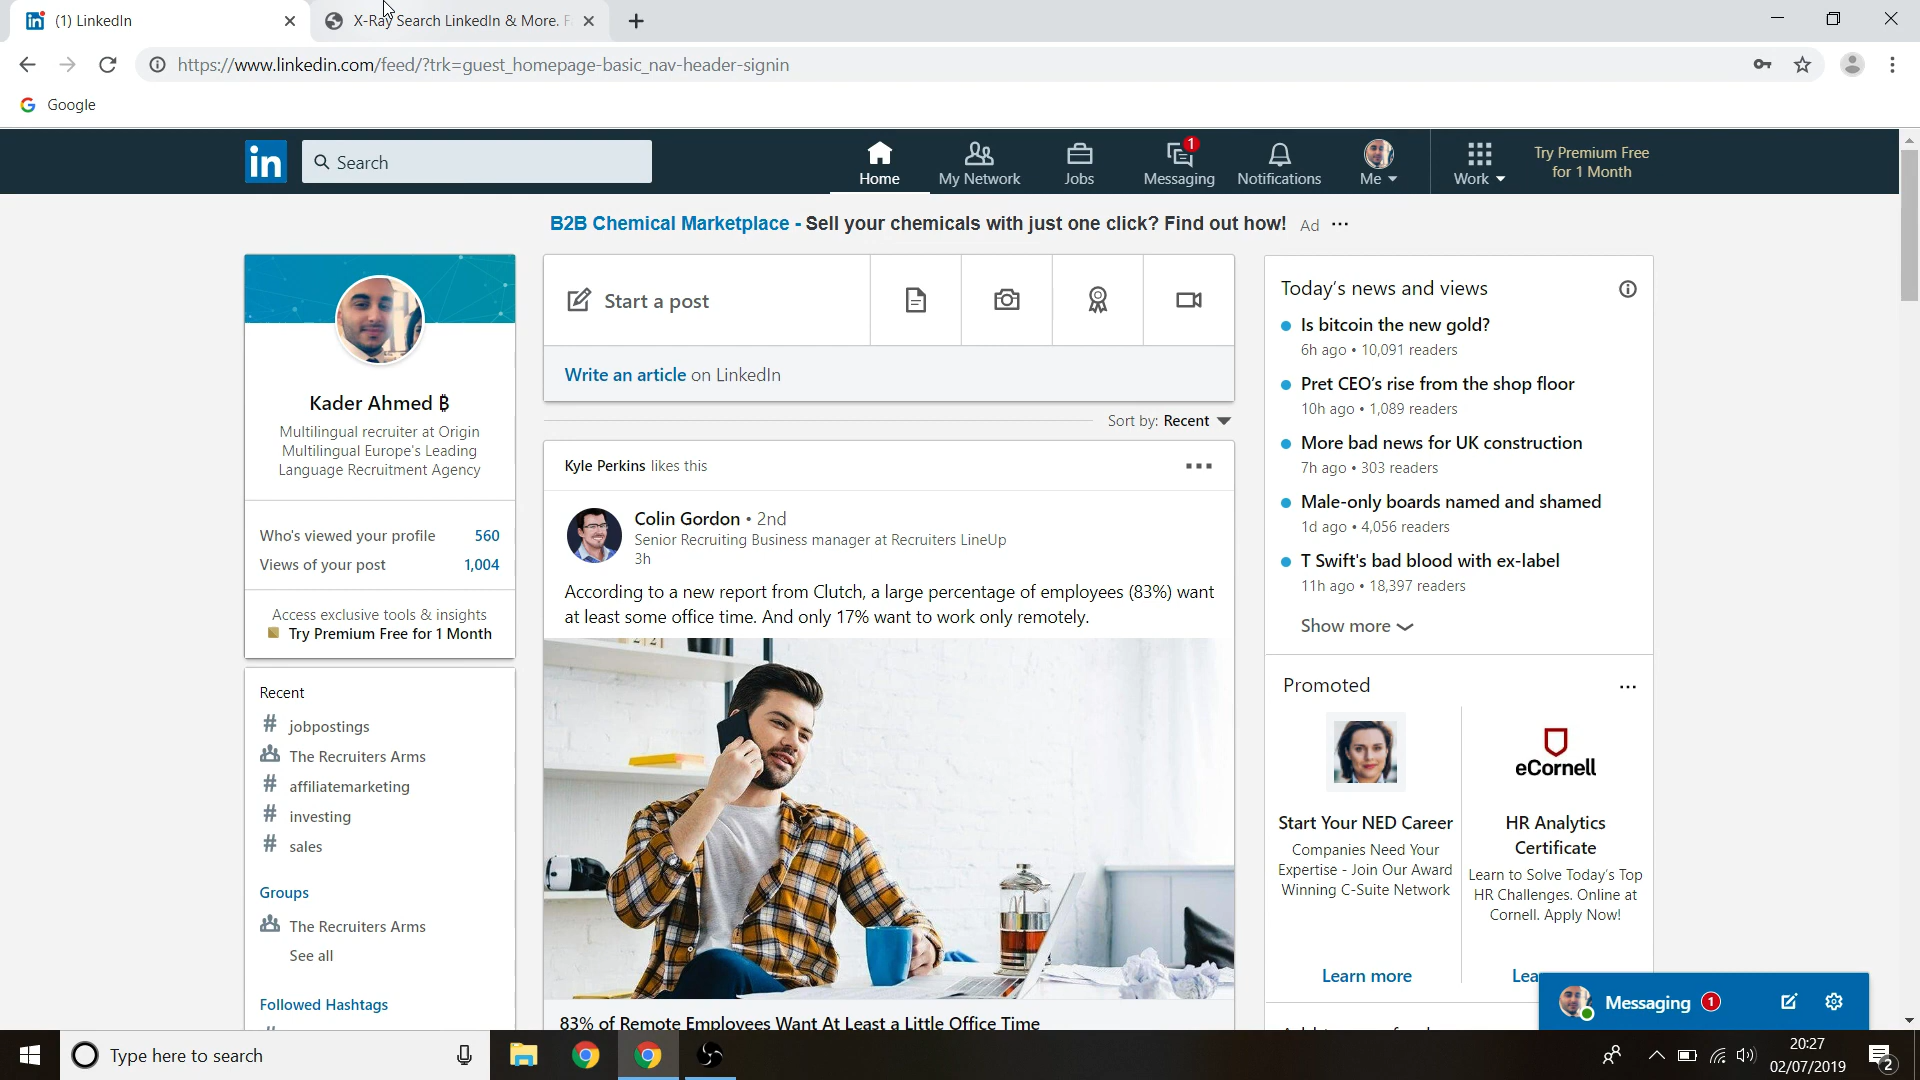 (1) LinkedIn
X-Ray Search LinkedIn & More. F
https://www.linkedin.com/feed/?trk=guest_homepage-basic_nav-header-signin
Google
in
Search
Home
My Network
Jobs
1
Messaging
Notifications
Me
Work
Try Premium Free
for 1 Month
B2B Chemical Marketplace - Sell your chemicals with just one click? Find out how! Ad ···
Kader Ahmed ₿
Multilingual recruiter at Origin
Multilingual Europe's Leading
Language Recruitment Agency
Who's viewed your profile 560
Views of your post 1,004
Access exclusive tools & insights
Try Premium Free for 1 Month
Recent
# jobpostings
The Recruiters Arms
# affiliatemarketing
# investing
# sales
Groups
The Recruiters Arms
See all
Followed Hashtags
Start a post
Write an article on LinkedIn
Sort by: Recent
Kyle Perkins likes this
Colin Gordon • 2nd
Senior Recruiting Business manager at Recruiters LineUp
3h
According to a new report from Clutch, a large percentage of employees (83%) want
at least some office time. And only 17% want to work only remotely.
83% of Remote Employees Want At Least a Little Office Time
Today's news and views
Is bitcoin the new gold?
6h ago • 10,091 readers
Pret CEO's rise from the shop floor
10h ago • 1,089 readers
More bad news for UK construction
7h ago • 303 readers
Male-only boards named and shamed
1d ago • 4,056 readers
T Swift's bad blood with ex-label
11h ago • 18,397 readers
Show more
Promoted
Start Your NED Career
Companies Need Your
Expertise - Join Our Award
Winning C-Suite Network
Learn more
eCornell
HR Analytics
Certificate
Learn to Solve Today's Top
HR Challenges. Online at
Cornell. Apply Now!
Lea
Messaging 1
Type here to search
20:27
02/07/2019
2